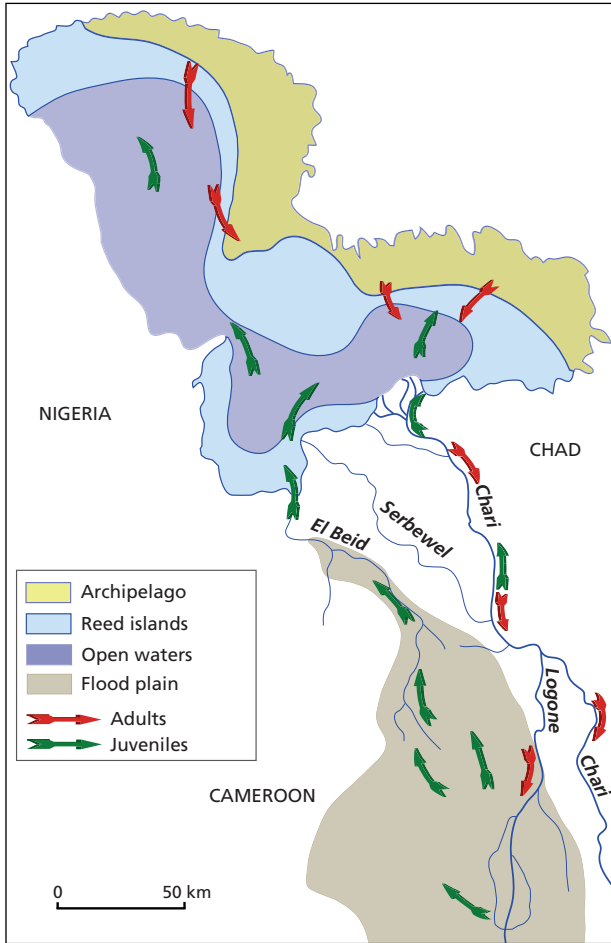 NIGERIA
CHAD
Chari
Serbewel
El Beid
Archipelago
Reed islands
Open waters
Flood plain
Adults
Juveniles
Logone
Chari
CAMEROON
0 50 km